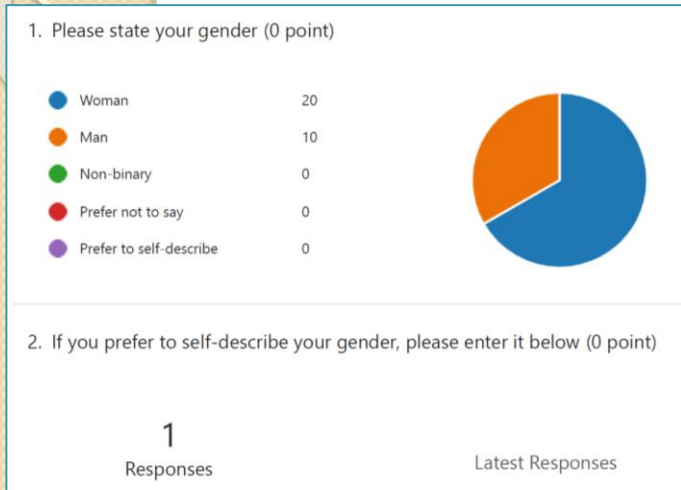 1. Please state your gender (0 point)
Woman 20
Man 10
Non-binary 0
Prefer not to say 0
Prefer to self-describe 0
2. If you prefer to self-describe your gender, please enter it below (0 point)
1
Responses
Latest Responses